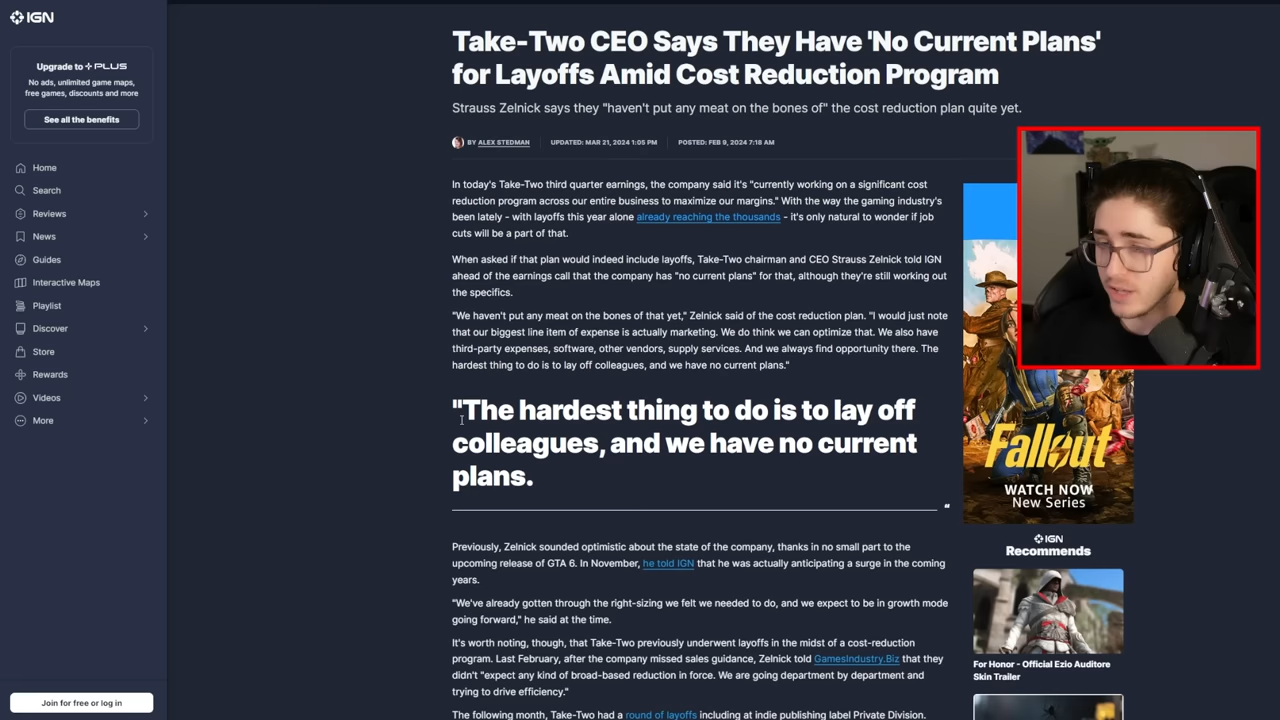 IGN
Upgrade to PLUS
No ads, unlimited game maps,
free games, discounts and more
See all the benefits
Home
Search
Reviews
News
Guides
Interactive Maps
Playlist
Discover
Store
Rewards
Videos
More
Join for free or log in
Take-Two CEO Says They Have 'No Current Plans'
for Layoffs Amid Cost Reduction Program
Strauss Zelnick says they "haven't put any meat on the bones of" the cost reduction plan quite yet.
BY ALEX STEDMAN UPDATED: MAR 21, 2024 1:05 PM POSTED: FEB 9, 2024 7:18 AM
In today's Take-Two third quarter earnings, the company said it's "currently working on a significant cost
reduction program across our entire business to maximize our margins." With the way the gaming industry's
been lately - with layoffs this year alone already reaching the thousands - it's only natural to wonder if job
cuts will be a part of that.
When asked if that plan would indeed include layoffs, Take-Two chairman and CEO Strauss Zelnick told IGN
ahead of the earnings call that the company has "no current plans" for that, although they're still working out
the specifics.
"We haven't put any meat on the bones of that yet," Zelnick said of the cost reduction plan. "I would just note
that our biggest line item of expense is actually marketing. We do think we can optimize that. We also have
third-party expenses, software, other vendors, supply services. And we always find opportunity there. The
hardest thing to do is to lay off colleagues, and we have no current plans."
"The hardest thing to do is to lay off
colleagues, and we have no current
plans.
“
Previously, Zelnick sounded optimistic about the state of the company, thanks in no small part to the
upcoming release of GTA 6. In November, he told IGN that he was actually anticipating a surge in the coming
years.
"We've already gotten through the right-sizing we felt we needed to do, and we expect to be in growth mode
going forward," he said at the time.
It's worth noting, though, that Take-Two previously underwent layoffs in the midst of a cost-reduction
program. Last February, after the company missed sales guidance, Zelnick told GamesIndustry.Biz that they
didn't "expect any kind of broad-based reduction in force. We are going department by department and
trying to drive efficiency."
The following month, Take-Two had a round of layoffs including at indie publishing label Private Division.
Fallout
WATCH NOW
New Series
IGN
Recommends
For Honor - Official Ezio Auditore
Skin Trailer